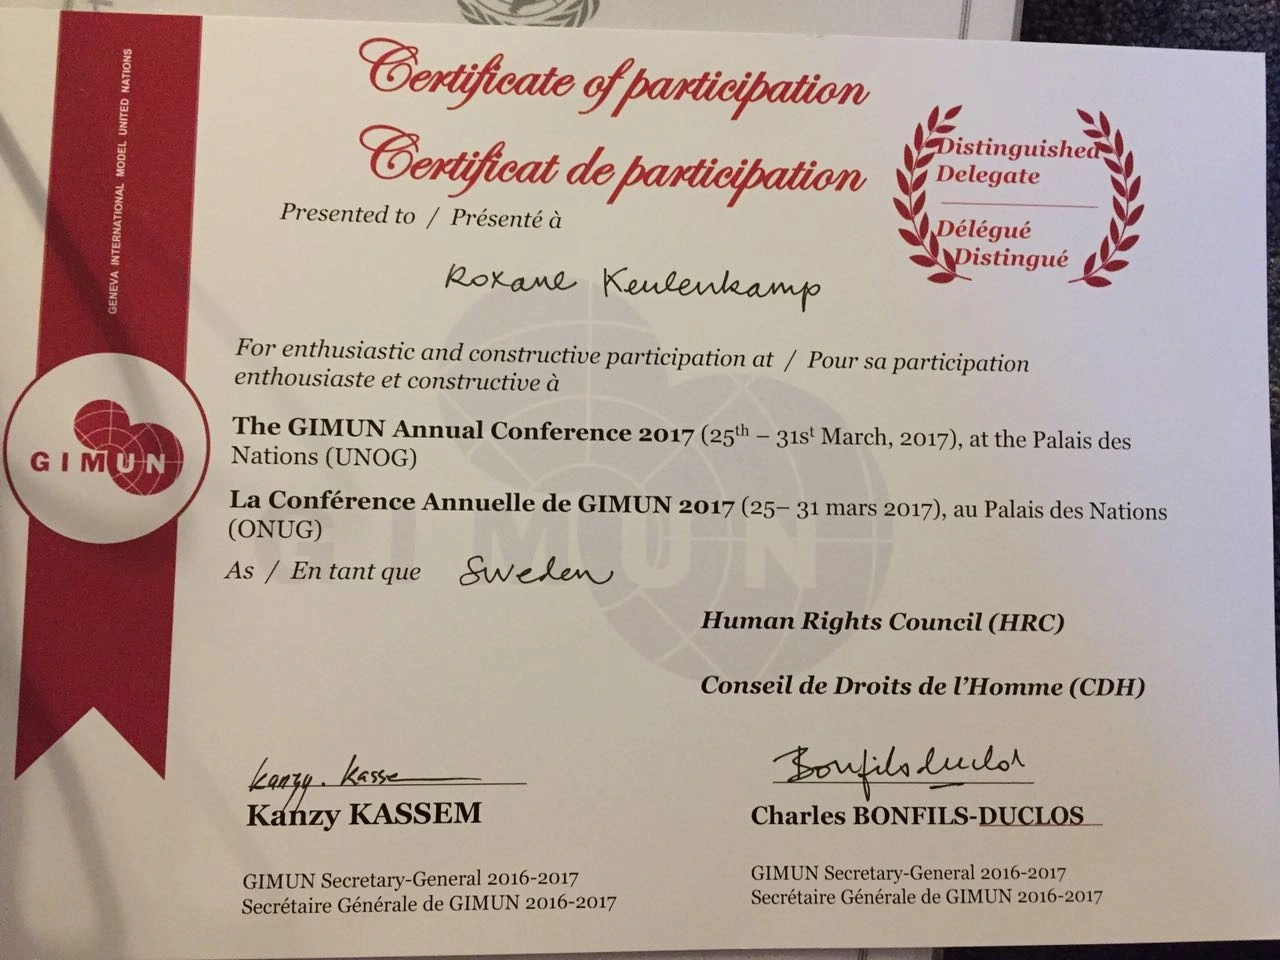 GENEVA INTERNATIONAL MODEL UNITED NATIONS
Certificate of participation
Certificat de participation
Distinguished
Delegate
Délégué
Distingué
Presented to / Présenté à
Roxane Keulenkamp
For enthusiastic and constructive participation at / Pour sa participation
enthousiaste et constructive à
The GIMUN Annual Conference 2017 (25th – 31st March, 2017), at the Palais des
Nations (UNOG)
La Conférence Annuelle de GIMUN 2017 (25– 31 mars 2017), au Palais des Nations
(ONUG)
GIMUN
GIMUN
As / En tant que Sweden
Human Rights Council (HRC)
Conseil de Droits de l'Homme (CDH)
Kanzy. Kasse
Kanzy KASSEM
GIMUN Secretary-General 2016-2017
Secrétaire Générale de GIMUN 2016-2017
Bonfils duclos
Charles BONFILS-DUCLOS
GIMUN Secretary-General 2016-2017
Secrétaire Générale de GIMUN 2016-2017